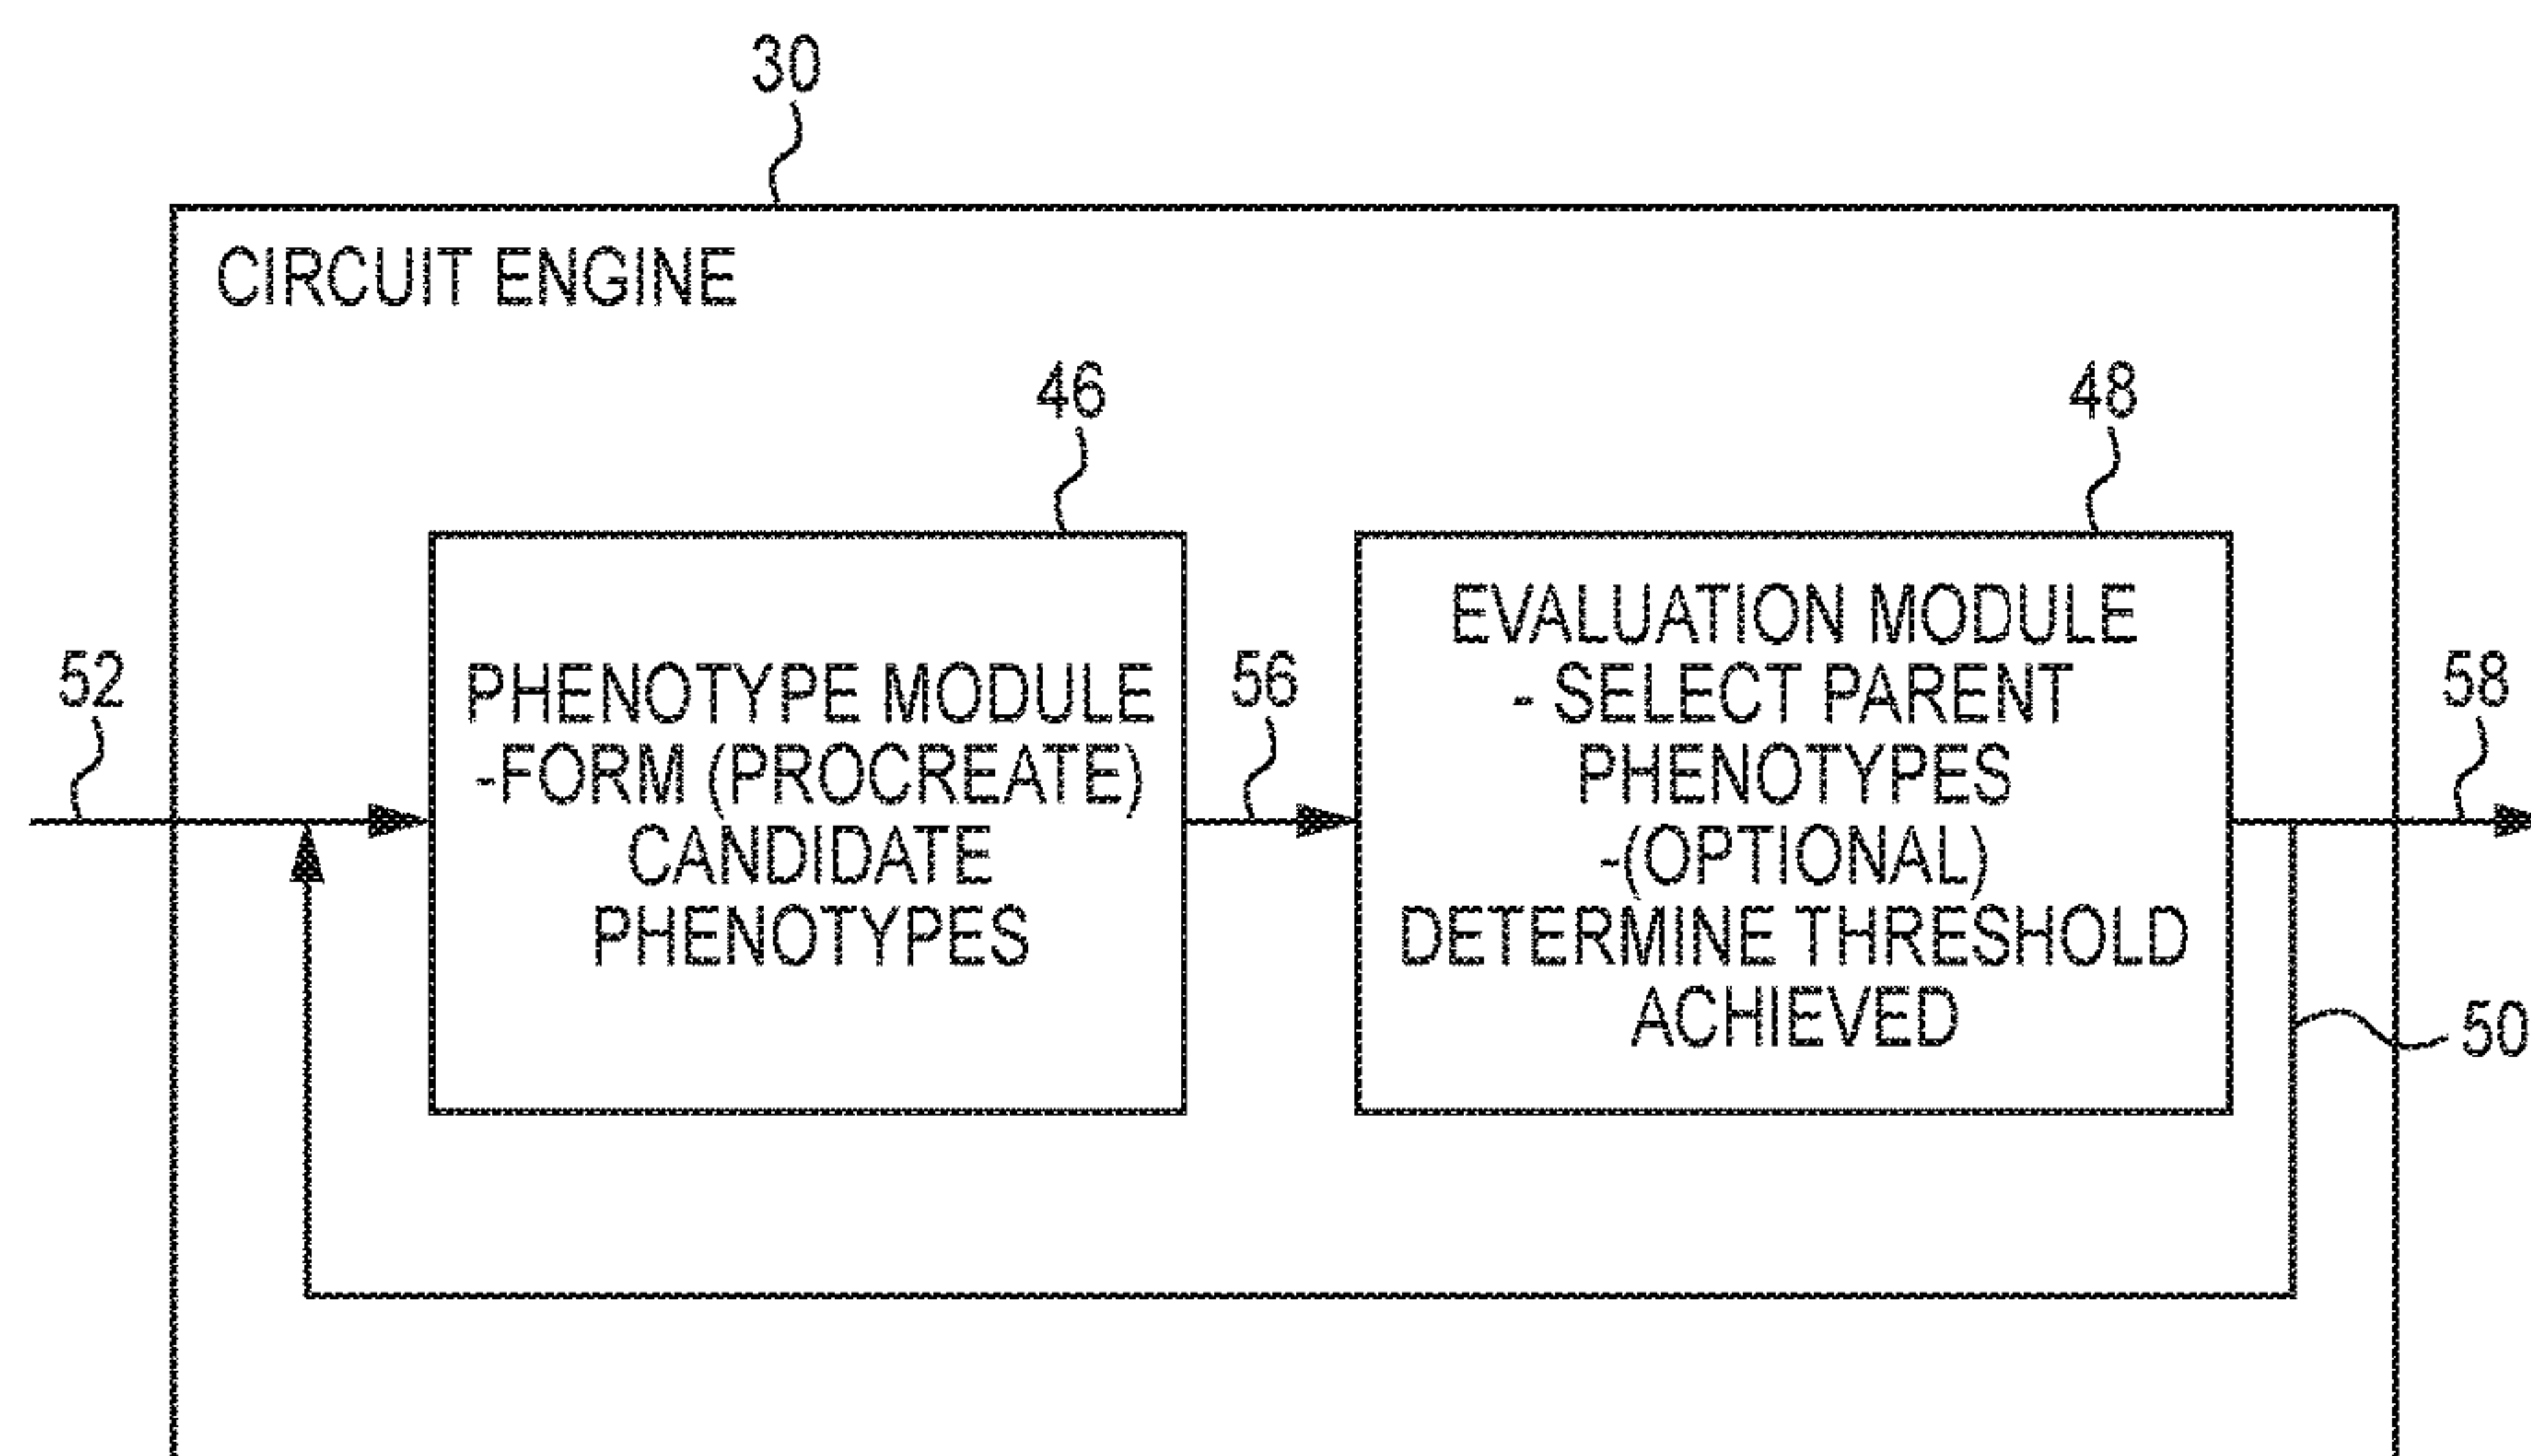 30
CIRCUIT ENGINE
46
48
52
PHENOTYPE MODULE
-FORM (PROCREATE)
CANDIDATE
PHENOTYPES
56
EVALUATION MODULE
- SELECT PARENT
PHENOTYPES
-(OPTIONAL)
DETERMINE THRESHOLD
ACHIEVED
58
50